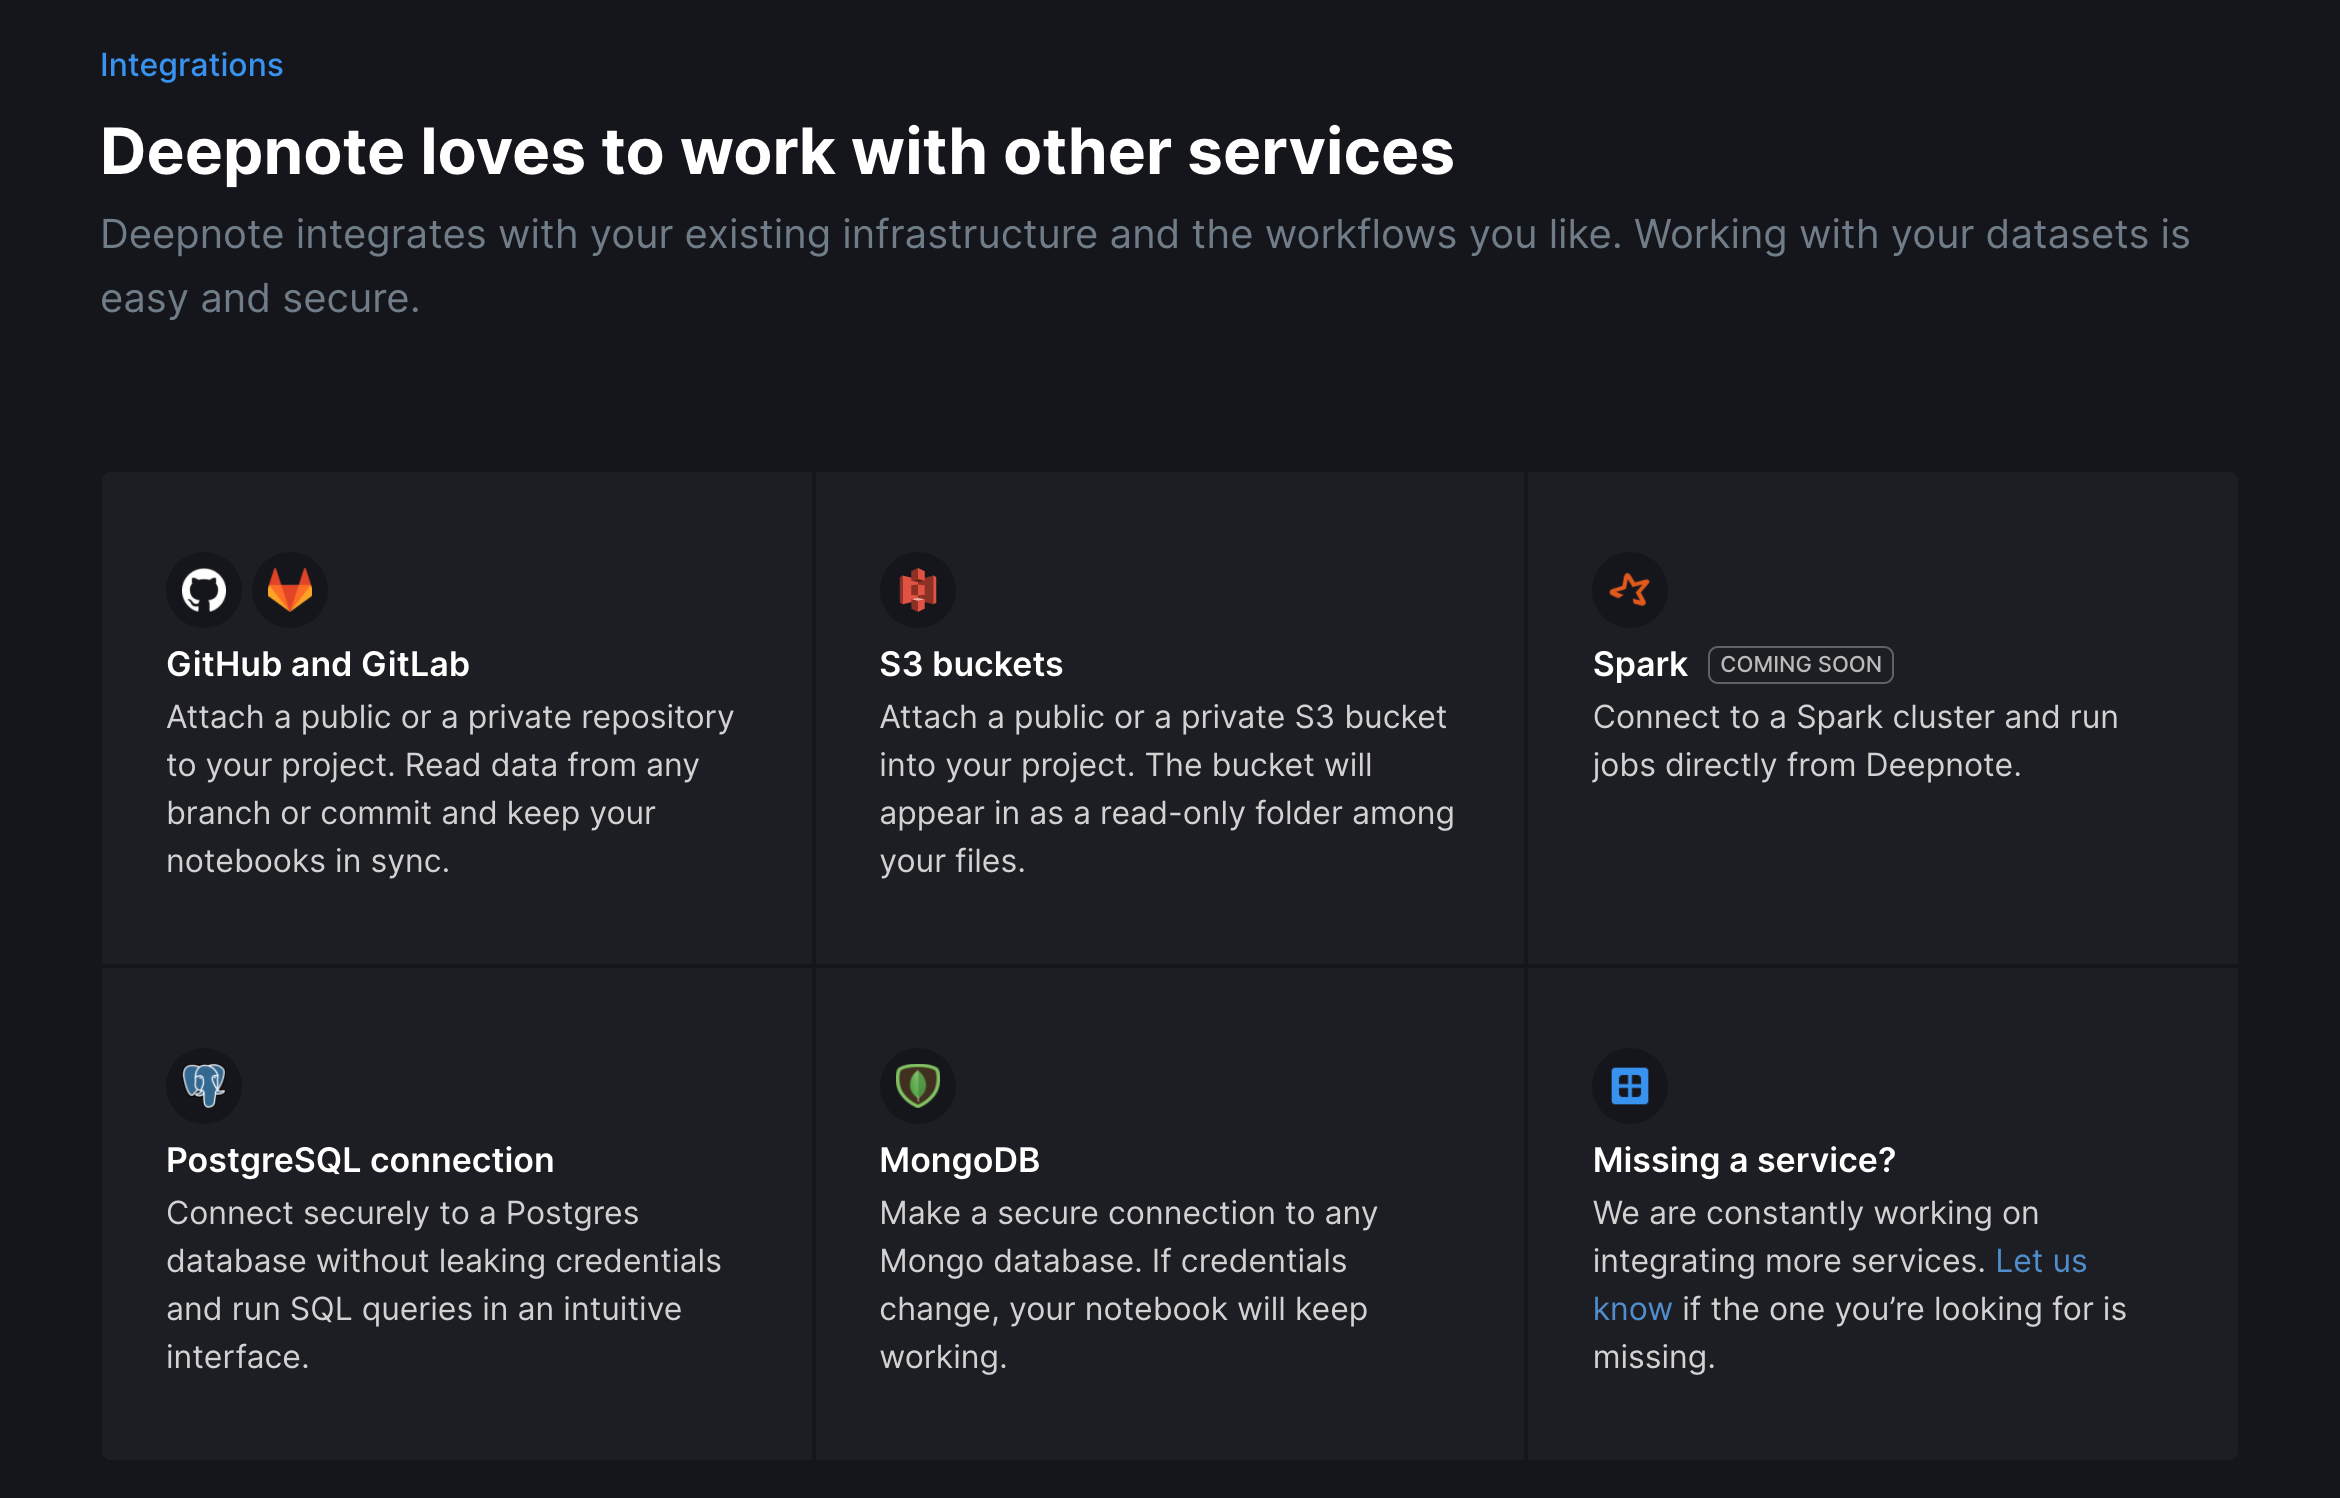 Integrations
Deepnote loves to work with other services
Deepnote integrates with your existing infrastructure and the workflows you like. Working with your datasets is
easy and secure.
GitHub and GitLab
Attach a public or a private repository
to your project. Read data from any
branch or commit and keep your
notebooks in sync.
S3 buckets
Attach a public or a private S3 bucket
into your project. The bucket will
appear in as a read-only folder among
your files.
Spark COMING SOON
Connect to a Spark cluster and run
jobs directly from Deepnote.
PostgreSQL connection
Connect securely to a Postgres
database without leaking credentials
and run SQL queries in an intuitive
interface.
MongoDB
Make a secure connection to any
Mongo database. If credentials
change, your notebook will keep
working.
Missing a service?
We are constantly working on
integrating more services. Let us
know if the one you’re looking for is
missing.